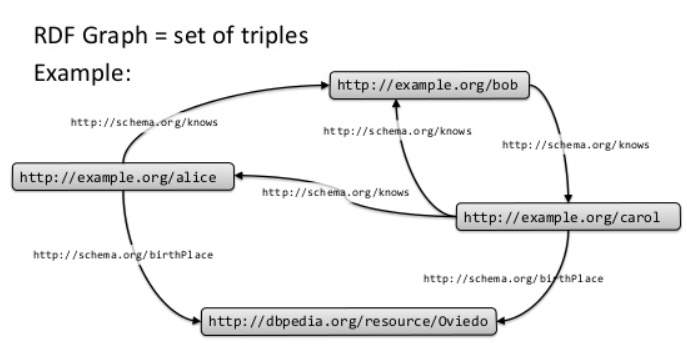 RDF Graph = set of triples
Example:
http://example.org/bob
http://schema.org/knows
http://schema.org/knows
http://schema.org/knows
http://example.org/alice
http://schema.org/knows
http://example.org/carol
http://schema.org/birthPlace
http://schema.org/birthPlace
http://dbpedia.org/resource/Oviedo